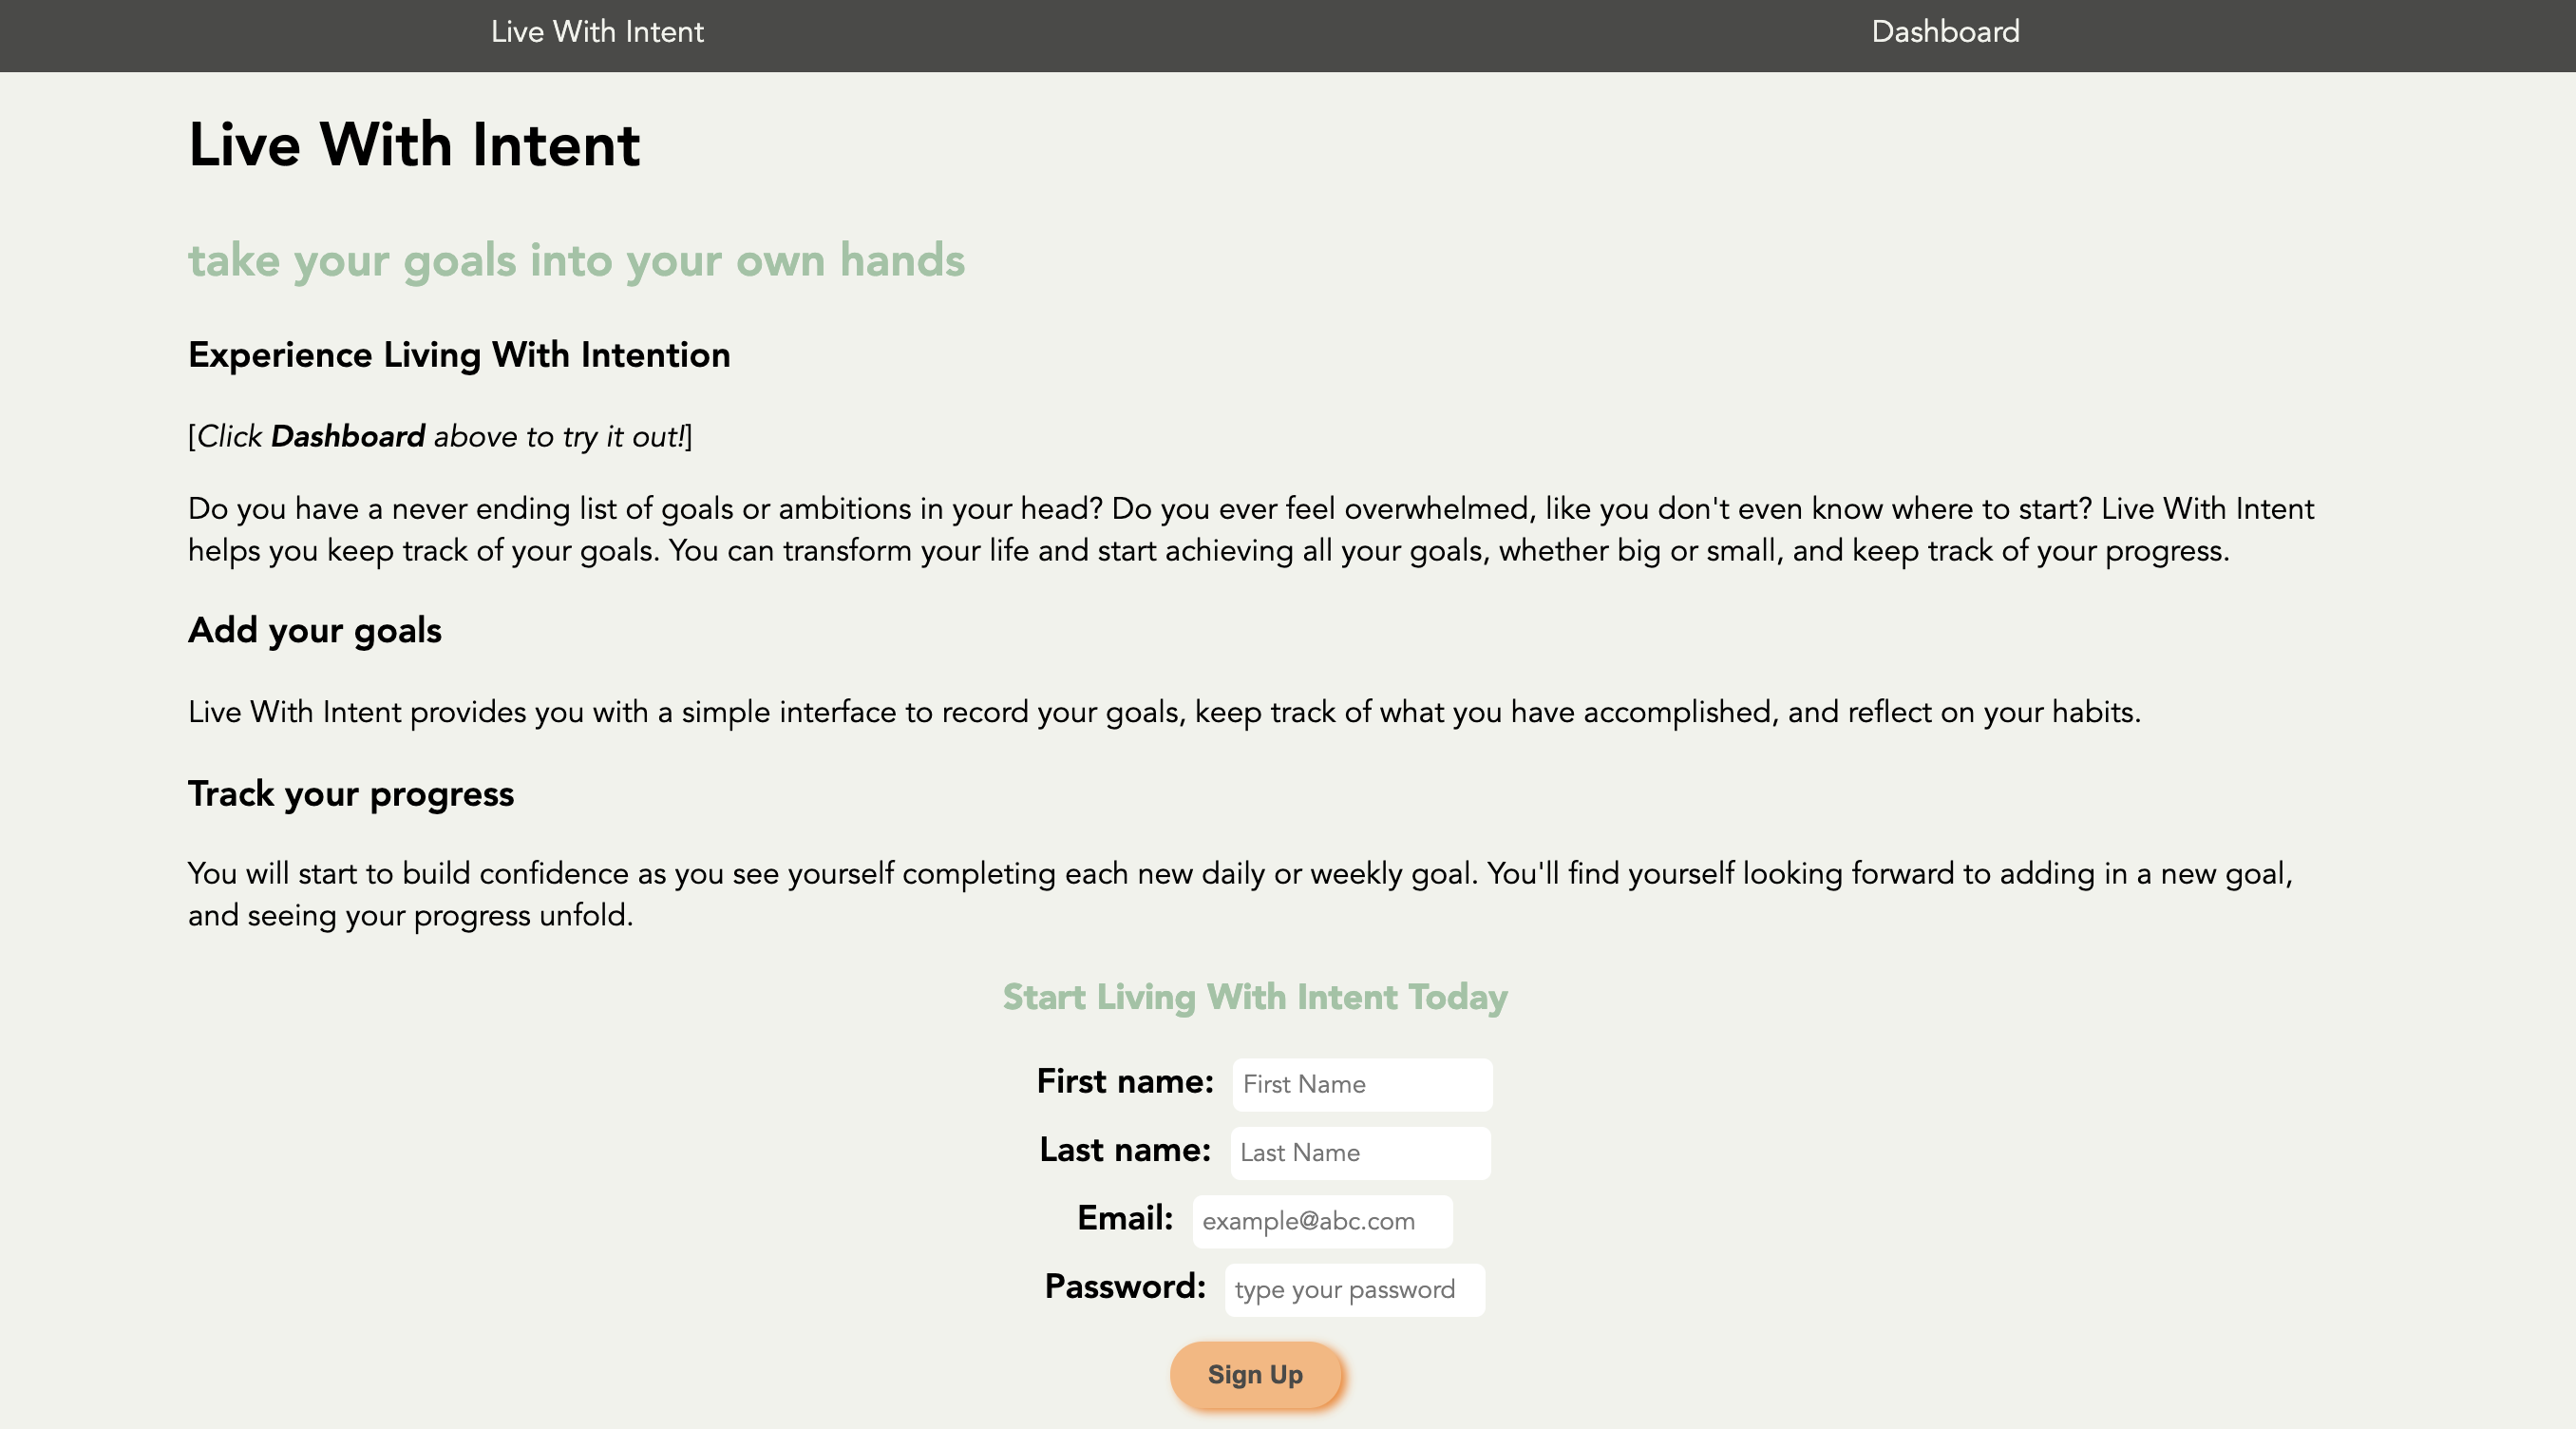 Live With Intent
Dashboard
Live With Intent
take your goals into your own hands
Experience Living With Intention
[Click Dashboard above to try it out!]
Do you have a never ending list of goals or ambitions in your head? Do you ever feel overwhelmed, like you don't even know where to start? Live With Intent
helps you keep track of your goals. You can transform your life and start achieving all your goals, whether big or small, and keep track of your progress.
Add your goals
Live With Intent provides you with a simple interface to record your goals, keep track of what you have accomplished, and reflect on your habits.
Track your progress
You will start to build confidence as you see yourself completing each new daily or weekly goal. You'll find yourself looking forward to adding in a new goal,
and seeing your progress unfold.
Start Living With Intent Today
First name: First Name
Last name: Last Name
Email: example@abc.com
Password: type your password
Sign Up